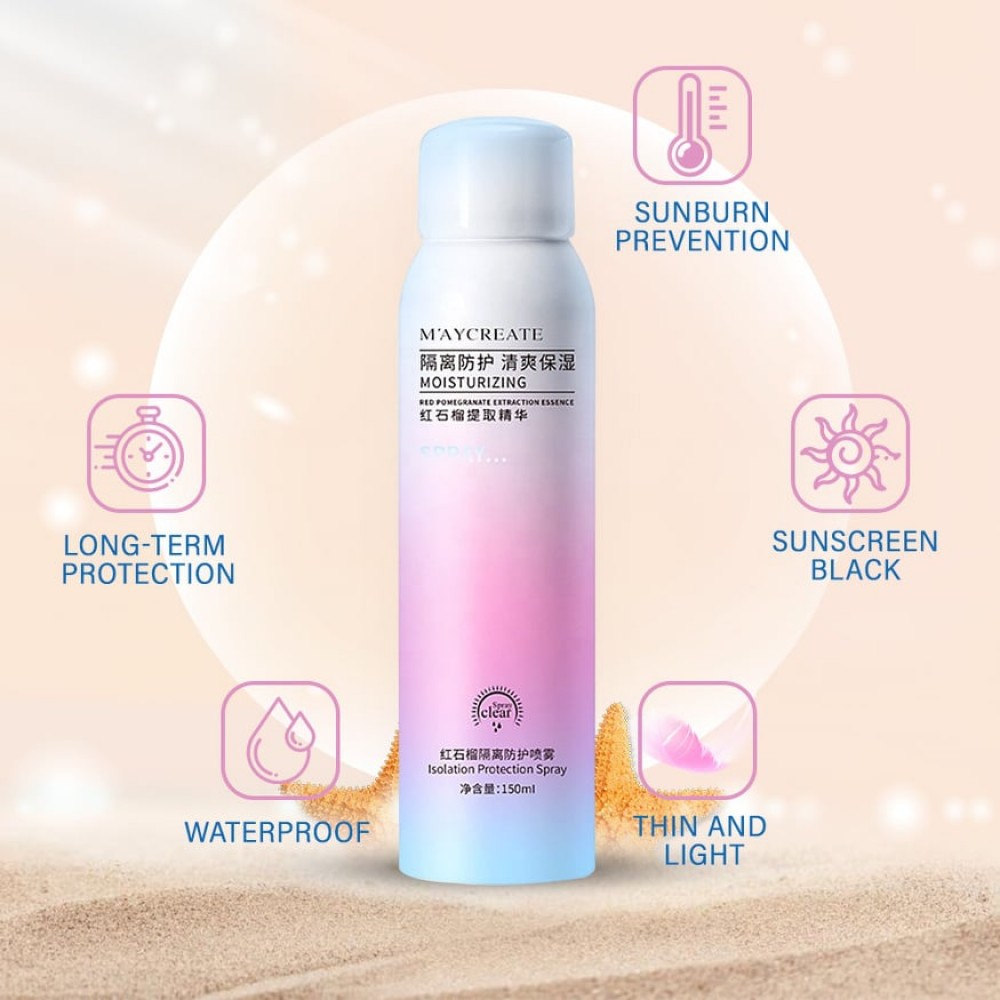 SUNBURN
PREVENTION
M'AYCREATE
隔离防护 清爽保湿
MOISTURIZING
RED POMEGRANATE EXTRACTION ESSENCE
红石榴提取精华
SPRAY...
LONG-TERM
PROTECTION
SUNSCREEN
BLACK
Spray
clear
红石榴隔离防护喷雾
Isolation Protection Spray
净含量:150ml
WATERPROOF
THIN AND
LIGHT